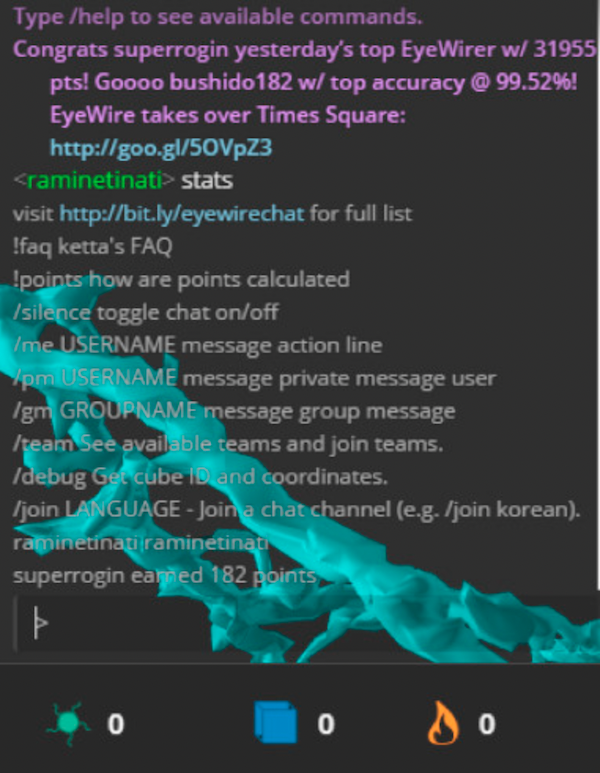 Type /help to see available commands.
Congrats superrogin yesterday's top EyeWirer w/ 31955
pts! Goooo bushido182 w/ top accuracy @ 99.52%!
EyeWire takes over Times Square:
http://goo.gl/5OVpZ3
<raminetinati> stats
visit http://bit.ly/eyewirechat for full list
!faq ketta's FAQ
!points how are points calculated
/silence toggle chat on/off
/me USERNAME message action line
/pm USERNAME message private message user
/gm GROUPNAME message group message
/team See available teams and join teams.
/debug Get cube ID and coordinates.
/join LANGUAGE - Join a chat channel (e.g. /join korean).
raminetinati raminetinati
superrogin earned 182 points
>
0 0 0